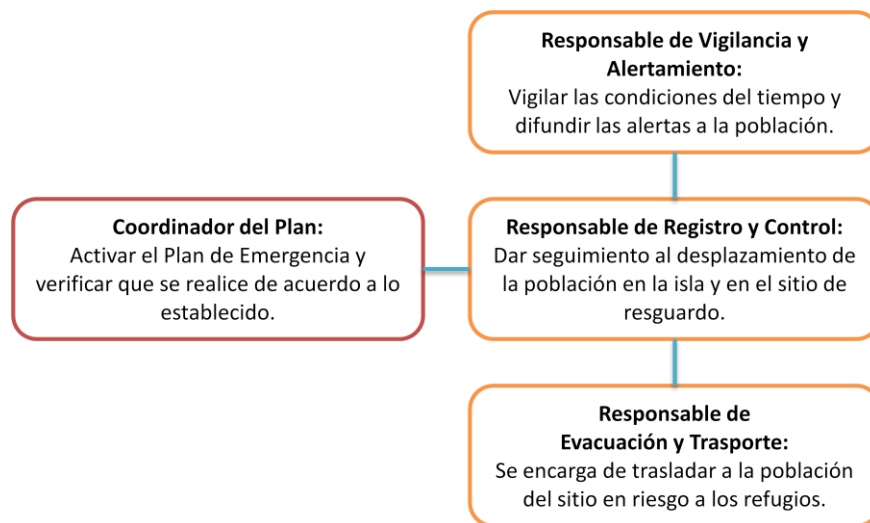 Responsable de Vigilancia y
Alertamiento:
Vigilar las condiciones del tiempo y
difundir las alertas a la población.
Coordinador del Plan:
Activar el Plan de Emergencia y
verificar que se realice de acuerdo a lo
establecido.
Responsable de Registro y Control:
Dar seguimiento al desplazamiento de
la población en la isla y en el sitio de
resguardo.
Responsable de
Evacuación y Trasporte:
Se encarga de trasladar a la población
del sitio en riesgo a los refugios.